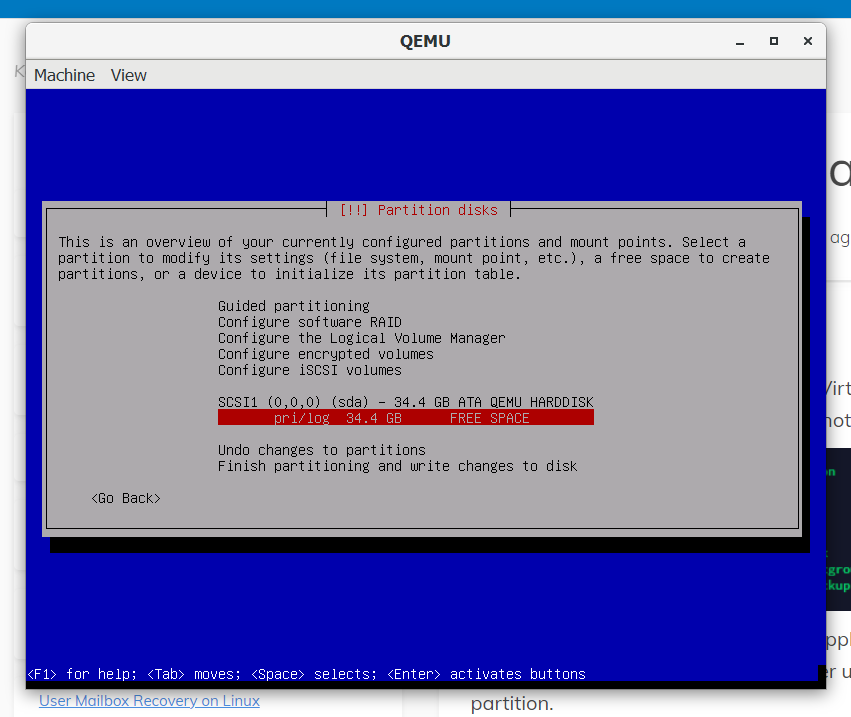 QEMU
Machine View
[!!] Partition disks
This is an overview of your currently configured partitions and mount points. Select a
partition to modify its settings (file system, mount point, etc.), a free space to create
partitions, or a device to initialize its partition table.
Guided partitioning
Configure software RAID
Configure the Logical Volume Manager
Configure encrypted volumes
Configure iSCSI volumes
SCSI1 (0,0,0) (sda) - 34.4 GB ATA QEMU HARDDISK
pri/log 34.4 GB FREE SPACE
Undo changes to partitions
Finish partitioning and write changes to disk
<Go Back>
<F1> for help; <Tab> moves; <Space> selects; <Enter> activates buttons
User Mailbox Recovery on Linux
partition.